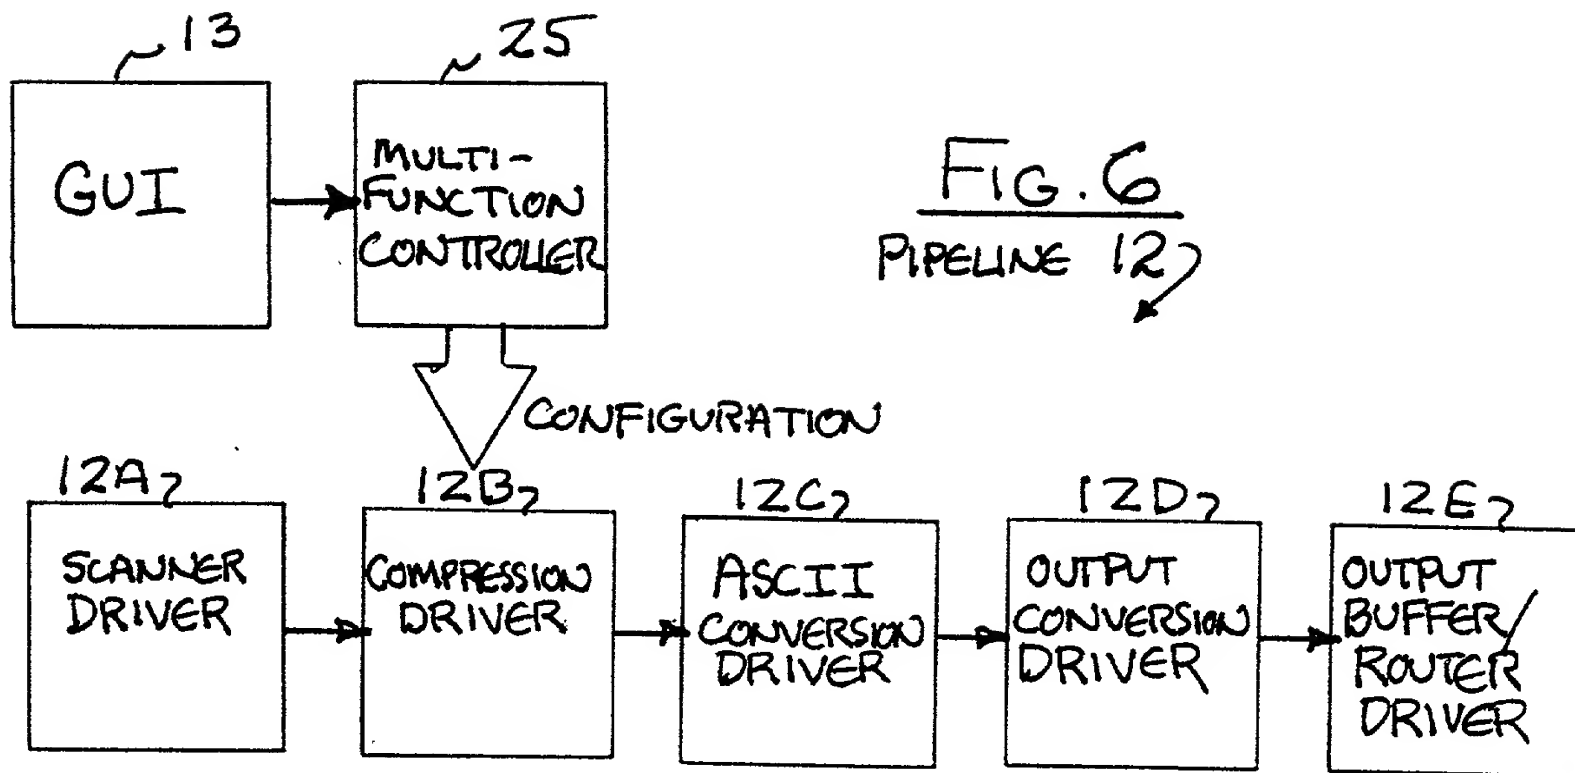 13
25
GUI
MULTI-
FUNCTION
CONTROLLER
FIG. 6
PIPELINE 12
CONFIGURATION
12A
12B
12C
12D
12E
SCANNER
DRIVER
COMPRESSION
DRIVER
ASCII
CONVERSION
DRIVER
OUTPUT
CONVERSION
DRIVER
OUTPUT
BUFFER/
ROUTER
DRIVER